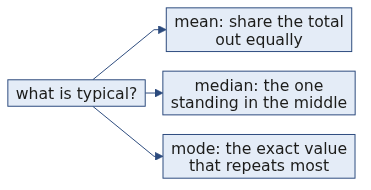 what is typical?
mean: share the total
out equally
median: the one
standing in the middle
mode: the exact value
that repeats most